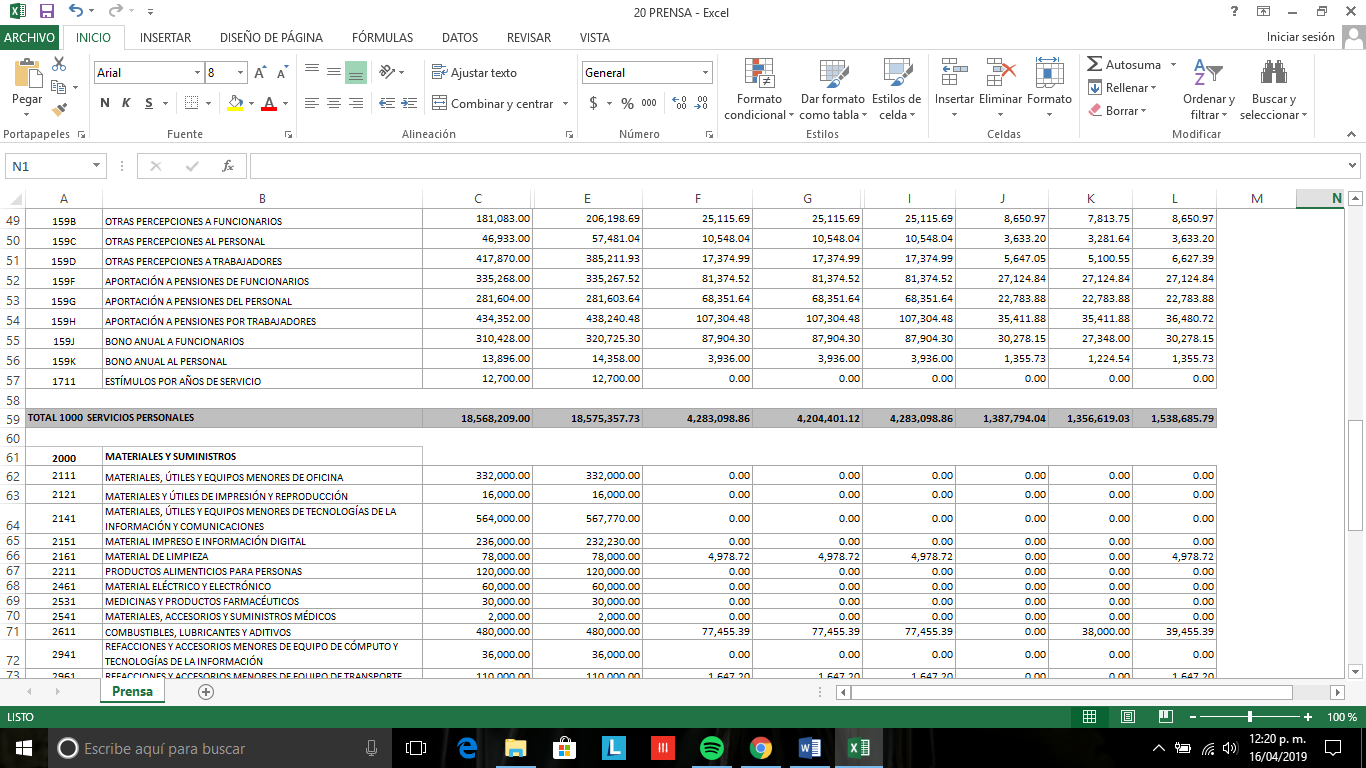 20 PRENSA - Excel
ARCHIVO INICIO INSERTAR DISEÑO DE PÁGINA FÓRMULAS DATOS REVISAR VISTA Iniciar sesión
Arial 8 Ajustar texto General Autosuma
Pegar N K S A Combinar y centrar $ % 000 Formato condicional Dar formato como tabla Estilos de celda Insertar Eliminar Formato Rellenar Borrar Ordenar y filtrar Buscar y seleccionar
Portapapeles Fuente Alineación Número Estilos Celdas Modificar
N1 fx
A B C E F G I J K L M N
49 159B OTRAS PERCEPCIONES A FUNCIONARIOS 181,083.00 206,198.69 25,115.69 25,115.69 25,115.69 8,650.97 7,813.75 8,650.97
50 159C OTRAS PERCEPCIONES AL PERSONAL 46,933.00 57,481.04 10,548.04 10,548.04 10,548.04 3,633.20 3,281.64 3,633.20
51 159D OTRAS PERCEPCIONES A TRABAJADORES 417,870.00 385,211.93 17,374.99 17,374.99 17,374.99 5,647.05 5,100.55 6,627.39
52 159F APORTACIÓN A PENSIONES DE FUNCIONARIOS 335,268.00 335,267.52 81,374.52 81,374.52 81,374.52 27,124.84 27,124.84 27,124.84
53 159G APORTACIÓN A PENSIONES DEL PERSONAL 281,604.00 281,603.64 68,351.64 68,351.64 68,351.64 22,783.88 22,783.88 22,783.88
54 159H APORTACIÓN A PENSIONES POR TRABAJADORES 434,352.00 438,240.48 107,304.48 107,304.48 107,304.48 35,411.88 35,411.88 36,480.72
55 159J BONO ANUAL A FUNCIONARIOS 310,428.00 320,725.30 87,904.30 87,904.30 87,904.30 30,278.15 27,348.00 30,278.15
56 159K BONO ANUAL AL PERSONAL 13,896.00 14,358.00 3,936.00 3,936.00 3,936.00 1,355.73 1,224.54 1,355.73
57 1711 ESTÍMULOS POR AÑOS DE SERVICIO 12,700.00 12,700.00 0.00 0.00 0.00 0.00 0.00 0.00
58
59 TOTAL 1000 SERVICIOS PERSONALES 18,568,209.00 18,575,357.73 4,283,098.86 4,204,401.12 4,283,098.86 1,387,794.04 1,356,619.03 1,538,685.79
60
61 2000 MATERIALES Y SUMINISTROS
62 2111 MATERIALES, ÚTILES Y EQUIPOS MENORES DE OFICINA 332,000.00 332,000.00 0.00 0.00 0.00 0.00 0.00 0.00
63 2121 MATERIALES Y ÚTILES DE IMPRESIÓN Y REPRODUCCIÓN 16,000.00 16,000.00 0.00 0.00 0.00 0.00 0.00 0.00
64 2141 MATERIALES, ÚTILES Y EQUIPOS MENORES DE TECNOLOGÍAS DE LA INFORMACIÓN Y COMUNICACIONES 564,000.00 567,770.00 0.00 0.00 0.00 0.00 0.00 0.00
65 2151 MATERIAL IMPRESO E INFORMACIÓN DIGITAL 236,000.00 232,230.00 0.00 0.00 0.00 0.00 0.00 0.00
66 2161 MATERIAL DE LIMPIEZA 78,000.00 78,000.00 4,978.72 4,978.72 4,978.72 0.00 0.00 4,978.72
67 2211 PRODUCTOS ALIMENTICIOS PARA PERSONAS 120,000.00 120,000.00 0.00 0.00 0.00 0.00 0.00 0.00
68 2461 MATERIAL ELÉCTRICO Y ELECTRÓNICO 60,000.00 60,000.00 0.00 0.00 0.00 0.00 0.00 0.00
69 2531 MEDICINAS Y PRODUCTOS FARMACÉUTICOS 30,000.00 30,000.00 0.00 0.00 0.00 0.00 0.00 0.00
70 2541 MATERIALES, ACCESORIOS Y SUMINISTROS MÉDICOS 2,000.00 2,000.00 0.00 0.00 0.00 0.00 0.00 0.00
71 2611 COMBUSTIBLES, LUBRICANTES Y ADITIVOS 480,000.00 480,000.00 77,455.39 77,455.39 77,455.39 0.00 38,000.00 39,455.39
72 2941 REFACCIONES Y ACCESORIOS MENORES DE EQUIPO DE CÓMPUTO Y TECNOLOGÍAS DE LA INFORMACIÓN 36,000.00 36,000.00 0.00 0.00 0.00 0.00 0.00 0.00
73 2961 REFACCIONES Y ACCESORIOS MENORES DE EQUIPO DE TRANSPORTE 110,000.00 110,000.00 1,647.20 1,647.20 1,647.20 0.00 0.00 1,647.20
Prensa
LISTO 100 %
Escribe aquí para buscar 12:20 p. m.
16/04/2019